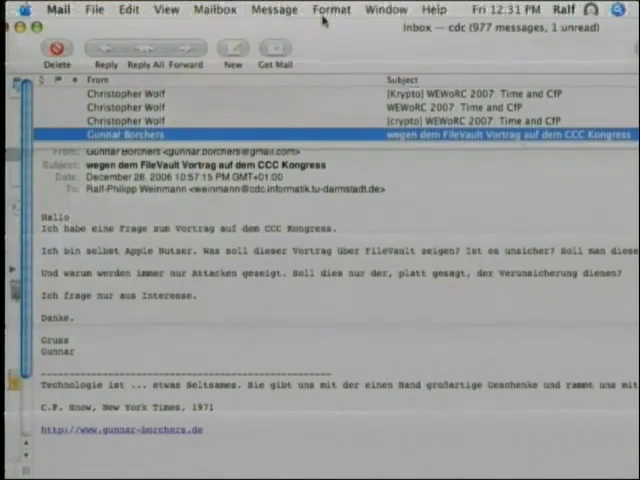 Mail File Edit View Mailbox Message Format Window Help Fri 12:31 PM Ralf
Inbox — cdc (977 messages, 1 unread)
Delete Reply Reply All Forward New Get Mail
From Subject
Christopher Wolf [Krypto] WEWoRC 2007: Time and CfP
Christopher Wolf WEWoRC 2007: Time and CfP
Christopher Wolf [crypto] WEWoRC 2007: Time and CfP
Gunnar Borchers wegen dem FileVault Vortrag auf dem CCC Kongress
From: Gunnar Borchers <gunnar.borchers@gmail.com>
Subject: wegen dem FileVault Vortrag auf dem CCC Kongress
Date: December 28, 2006 10:57:15 PM GMT+01:00
To: Ralf-Philipp Weinmann <weinmann@cdc.informatik.tu-darmstadt.de>
Hallo
Ich habe eine Frage zum Vortrag auf dem CCC Kongress.
Ich bin selbst Apple Nutzer. Was soll dieser Vortrag über FileVault zeigen? Ist es unsicher? Soll man diese
Und warum werden immer nur Attacken gezeigt. Soll dies nur der, platt gesagt, der Verunsicherung dienen?
Ich frage nur aus Interesse.
Danke.
Gruss
Gunnar
Technologie ist ... etwas Seltsames. Sie gibt uns mit der einen Hand großartige Geschenke und rammt uns mit
C.P. Snow, New York Times, 1971
http://www.gunnar-borchers.de